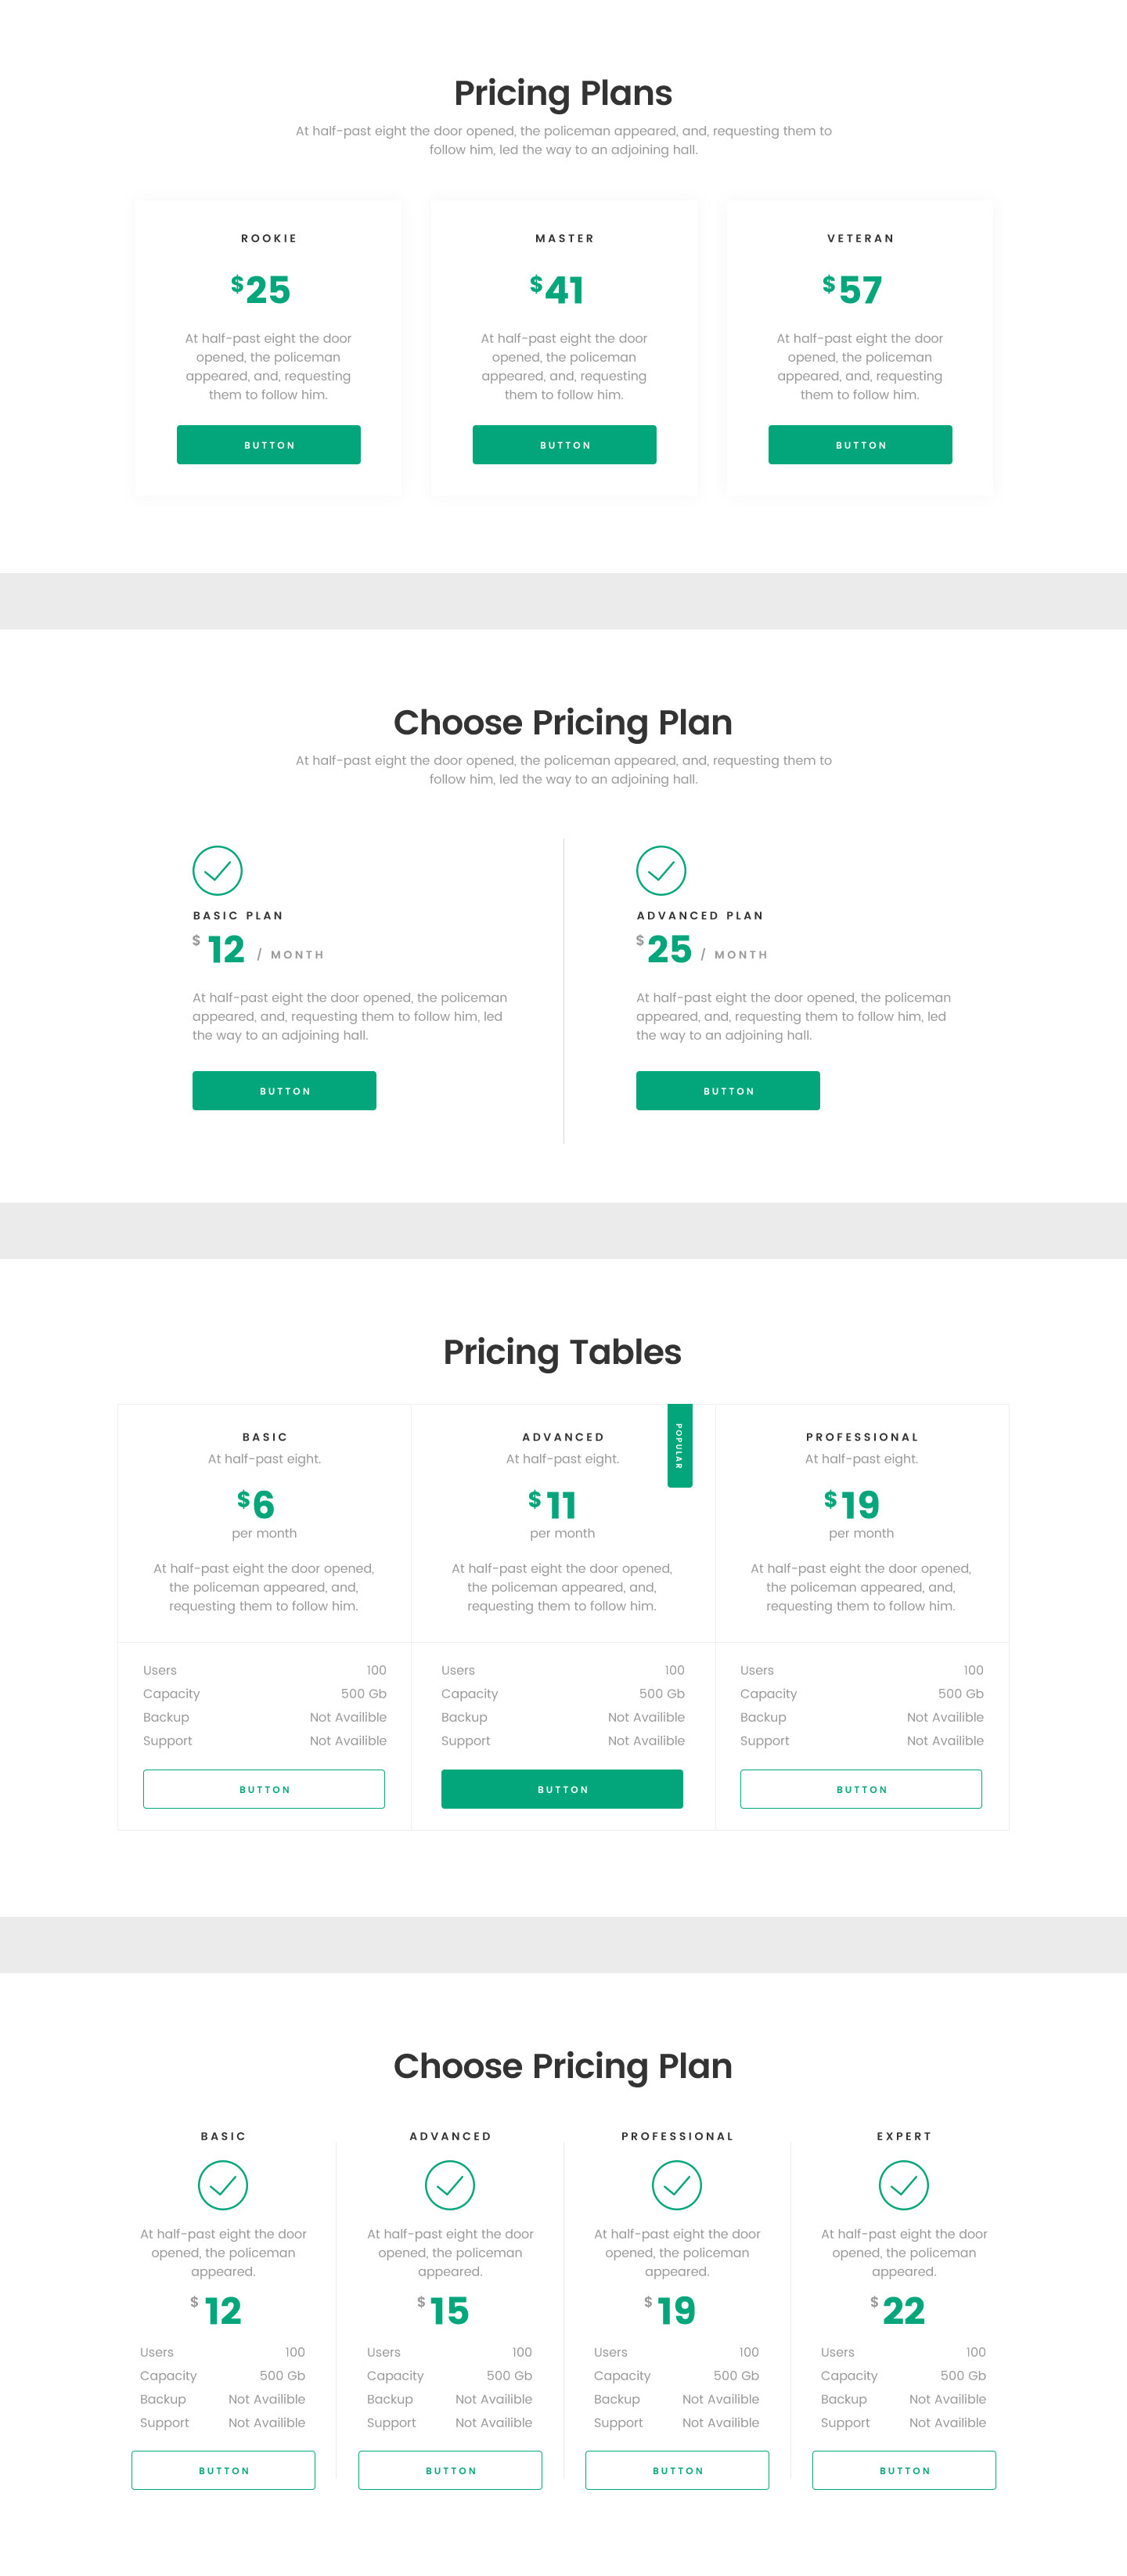 Pricing Plans
At half-past eight the door opened, the policeman appeared, and, requesting them to
follow him, led the way to an adjoining hall.
ROOKIE
$25
At half-past eight the door
opened, the policeman
appeared, and, requesting
them to follow him.
BUTTON
MASTER
$41
At half-past eight the door
opened, the policeman
appeared, and, requesting
them to follow him.
BUTTON
VETERAN
$57
At half-past eight the door
opened, the policeman
appeared, and, requesting
them to follow him.
BUTTON
Choose Pricing Plan
At half-past eight the door opened, the policeman appeared, and, requesting them to
follow him, led the way to an adjoining hall.
BASIC PLAN
$ 12 / MONTH
At half-past eight the door opened, the policeman
appeared, and, requesting them to follow him, led
the way to an adjoining hall.
BUTTON
ADVANCED PLAN
$ 25 / MONTH
At half-past eight the door opened, the policeman
appeared, and, requesting them to follow him, led
the way to an adjoining hall.
BUTTON
Pricing Tables
BASIC
At half-past eight.
$6
per month
At half-past eight the door opened,
the policeman appeared, and,
requesting them to follow him.
Users 100
Capacity 500 Gb
Backup Not Availible
Support Not Availible
BUTTON
ADVANCED
POPULAR
At half-past eight.
$11
per month
At half-past eight the door opened,
the policeman appeared, and,
requesting them to follow him.
Users 100
Capacity 500 Gb
Backup Not Availible
Support Not Availible
BUTTON
PROFESSIONAL
At half-past eight.
$19
per month
At half-past eight the door opened,
the policeman appeared, and,
requesting them to follow him.
Users 100
Capacity 500 Gb
Backup Not Availible
Support Not Availible
BUTTON
Choose Pricing Plan
BASIC
At half-past eight the door
opened, the policeman
appeared.
$ 12
Users 100
Capacity 500 Gb
Backup Not Availible
Support Not Availible
BUTTON
ADVANCED
At half-past eight the door
opened, the policeman
appeared.
$ 15
Users 100
Capacity 500 Gb
Backup Not Availible
Support Not Availible
BUTTON
PROFESSIONAL
At half-past eight the door
opened, the policeman
appeared.
$ 19
Users 100
Capacity 500 Gb
Backup Not Availible
Support Not Availible
BUTTON
EXPERT
At half-past eight the door
opened, the policeman
appeared.
$ 22
Users 100
Capacity 500 Gb
Backup Not Availible
Support Not Availible
BUTTON